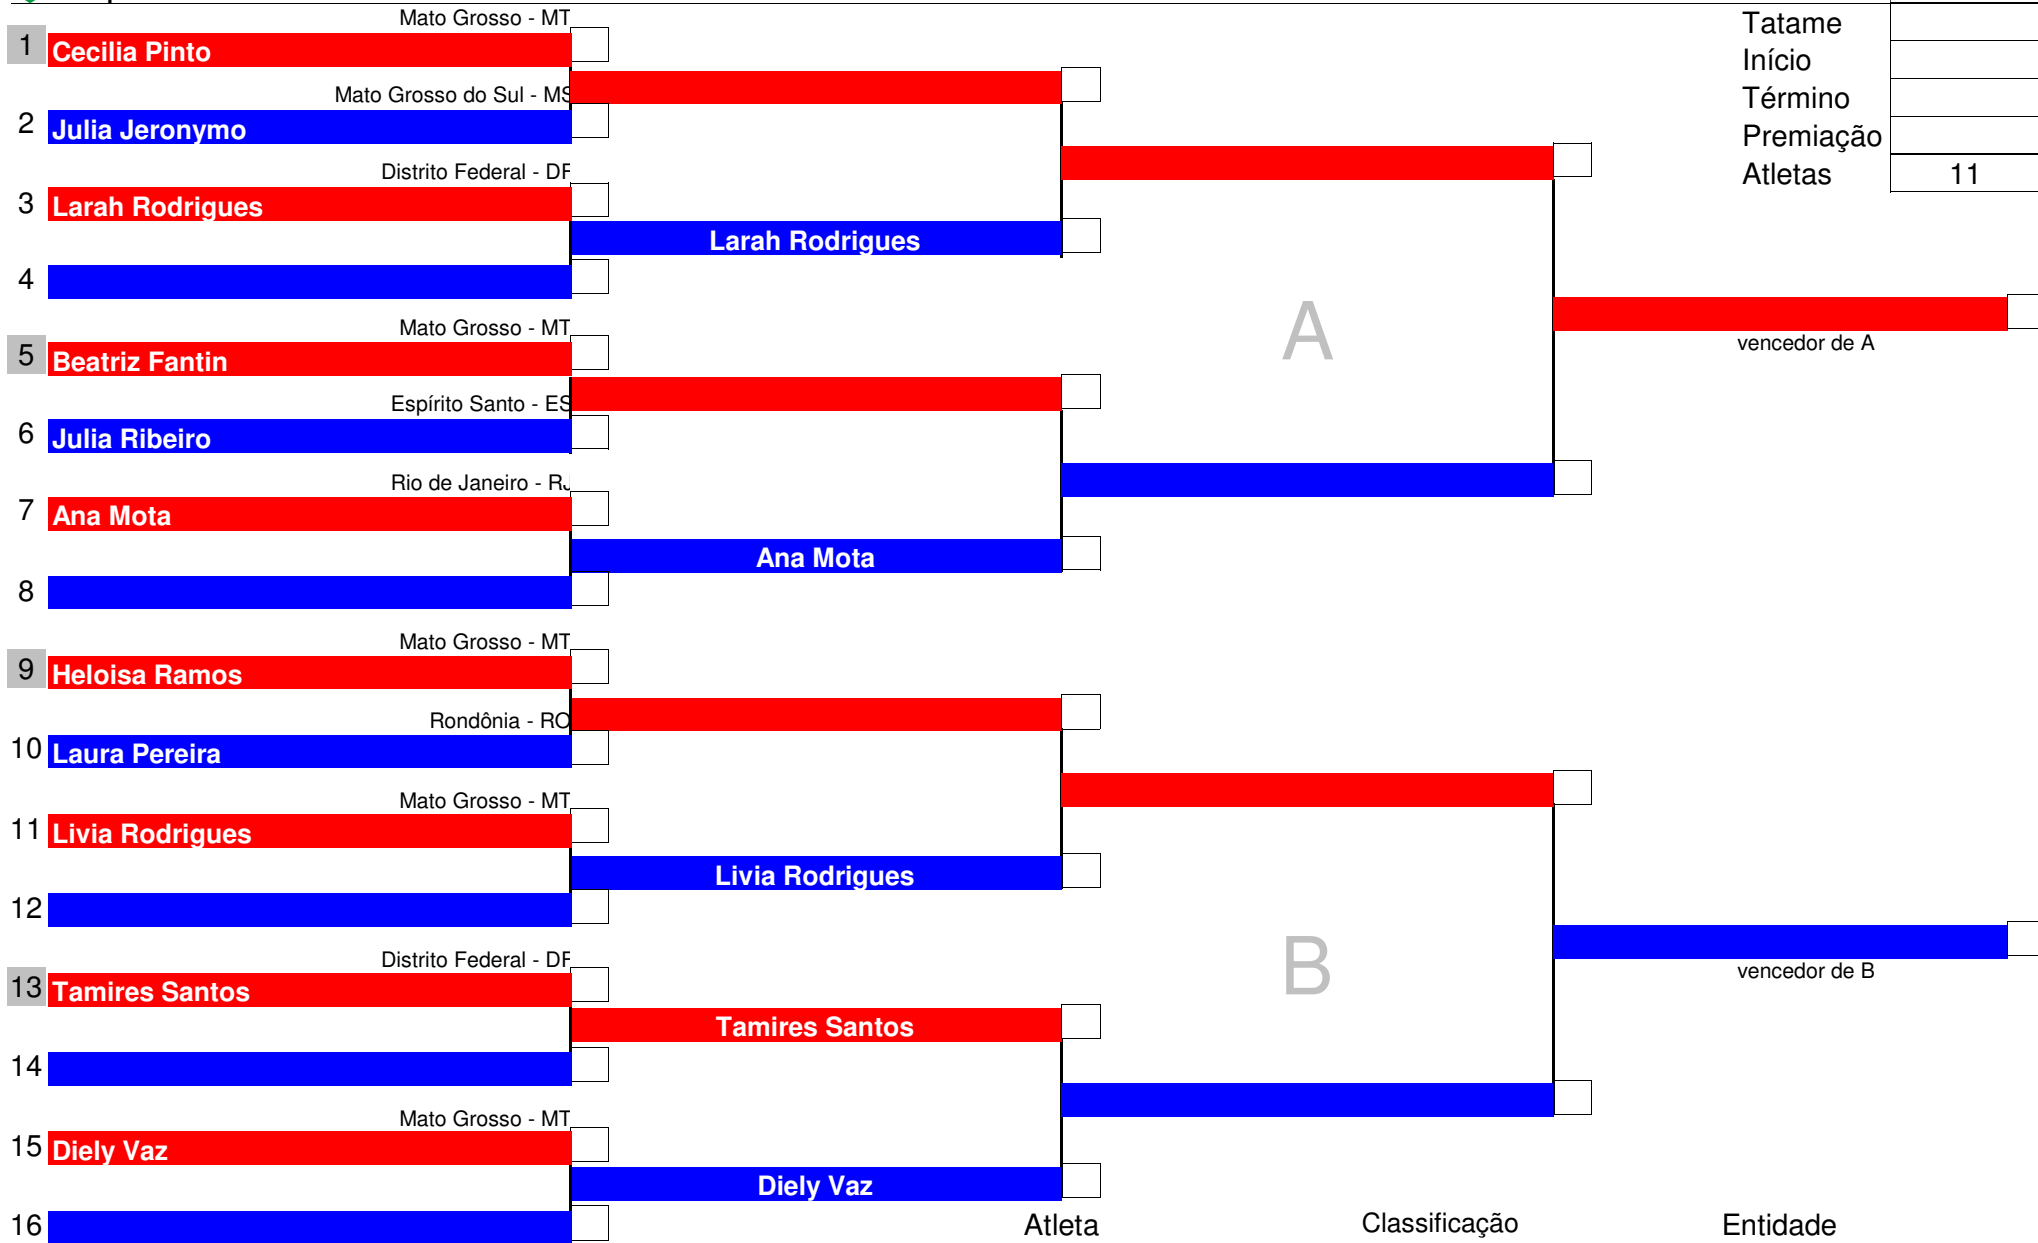 Mato Grosso - MT
1 Cecilia Pinto
Mato Grosso do Sul - MS
2 Julia Jeronymo
Distrito Federal - DF
3 Larah Rodrigues
Larah Rodrigues
4
Mato Grosso - MT
5 Beatriz Fantin
Espírito Santo - ES
6 Julia Ribeiro
Rio de Janeiro - RJ
7 Ana Mota
Ana Mota
8
Mato Grosso - MT
9 Heloisa Ramos
Rondônia - RO
10 Laura Pereira
Mato Grosso - MT
11 Livia Rodrigues
Livia Rodrigues
12
Distrito Federal - DF
13 Tamires Santos
Tamires Santos
14
Mato Grosso - MT
15 Diely Vaz
Diely Vaz
16
A
B
vencedor de A
vencedor de B
Tatame
Início
Término
Premiação
Atletas 11
Atleta Classificação Entidade